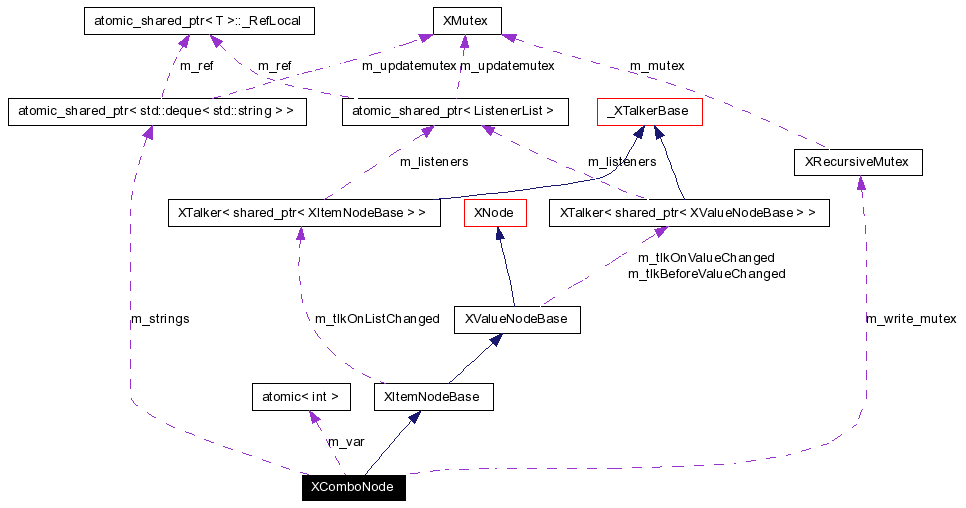 atomic_shared_ptr< T >::_RefLocal
XMutex
m_ref
m_ref
m_updatemutex
m_updatemutex
m_mutex
atomic_shared_ptr< std::deque< std::string > >
atomic_shared_ptr< ListenerList >
_XTalkerBase
m_listeners
m_listeners
XRecursiveMutex
XTalker< shared_ptr< XItemNodeBase > >
XNode
XTalker< shared_ptr< XValueNodeBase > >
m_tlkOnValueChanged
m_tlkBeforeValueChanged
m_strings
m_tlkOnListChanged
XValueNodeBase
m_write_mutex
atomic< int >
XItemNodeBase
m_var
XComboNode